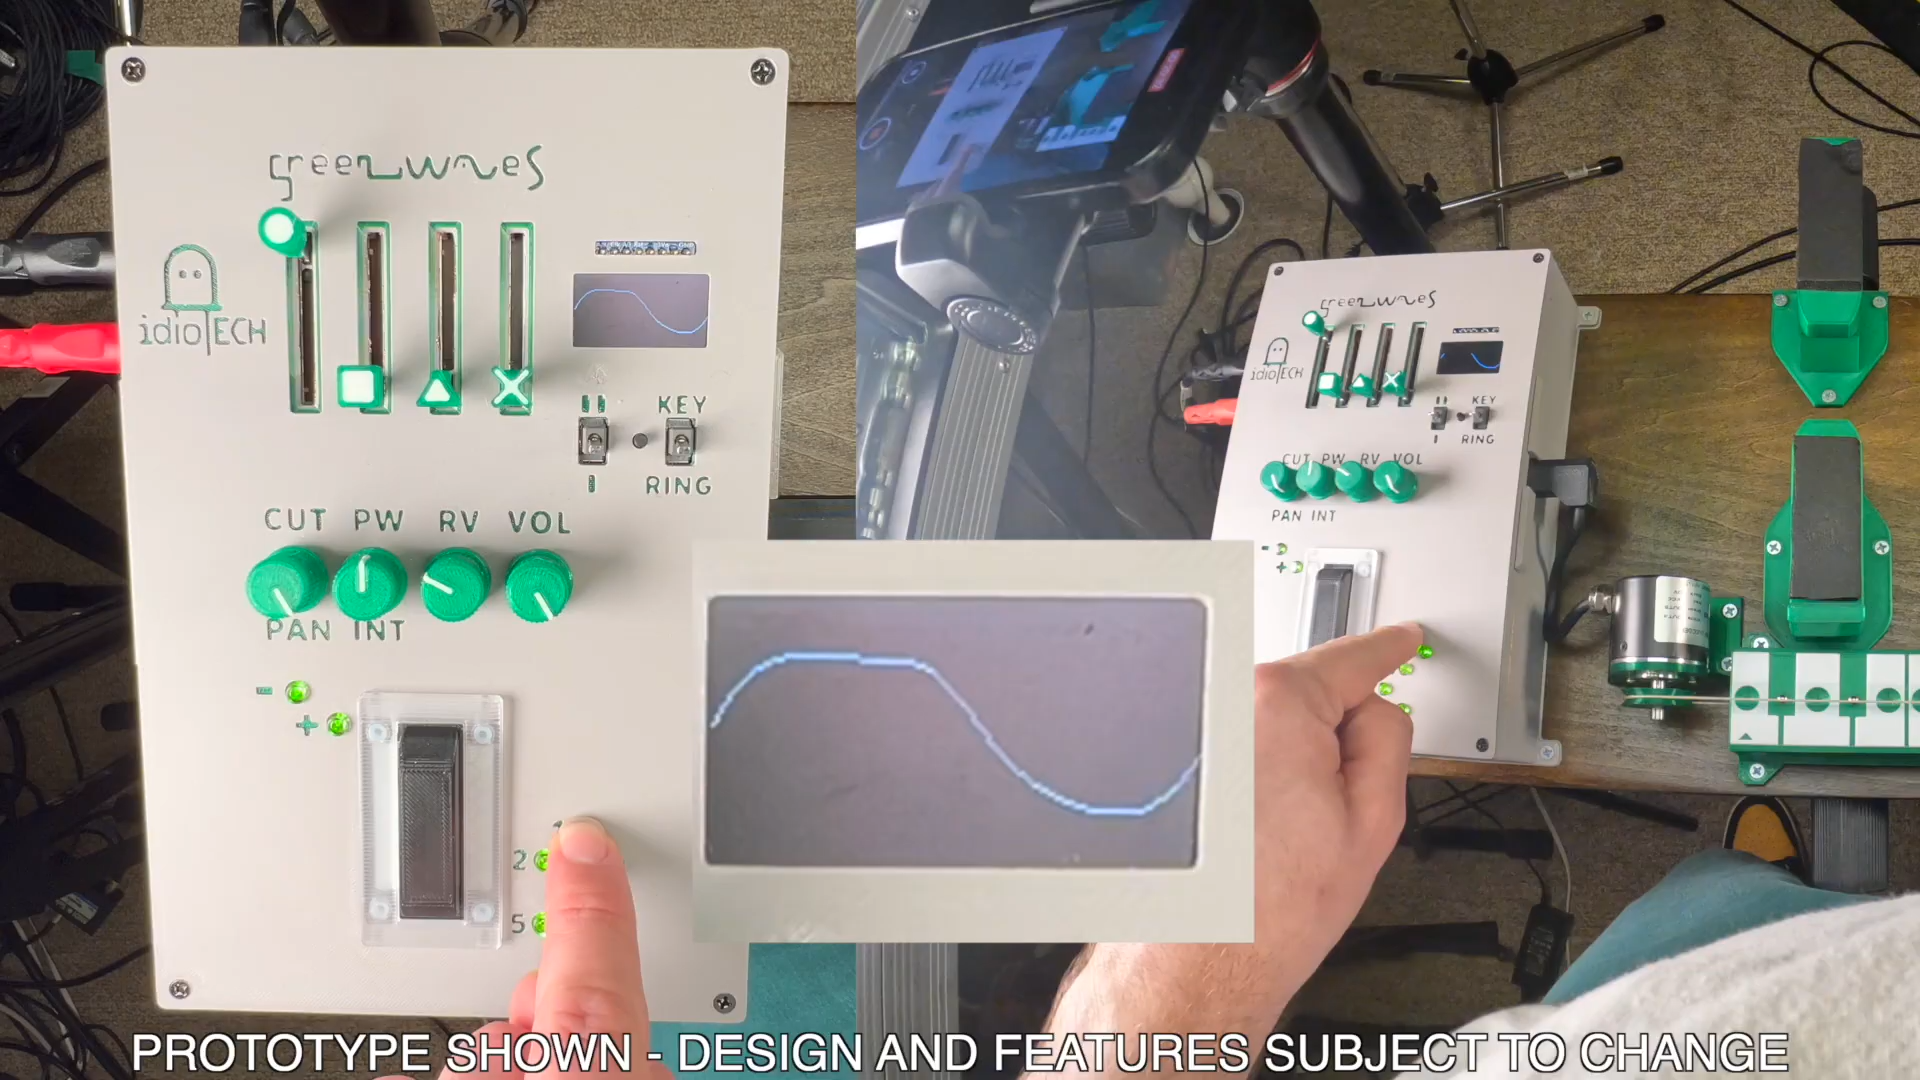 greenwaves
idioTECH
KEY
RING
CUT PW RV VOL
PAN INT
-
+
2
5
greenwaves
idioTECH
KEY
RING
CUT PW RV VOL
PAN INT
-
+
PROTOTYPE SHOWN - DESIGN AND FEATURES SUBJECT TO CHANGE